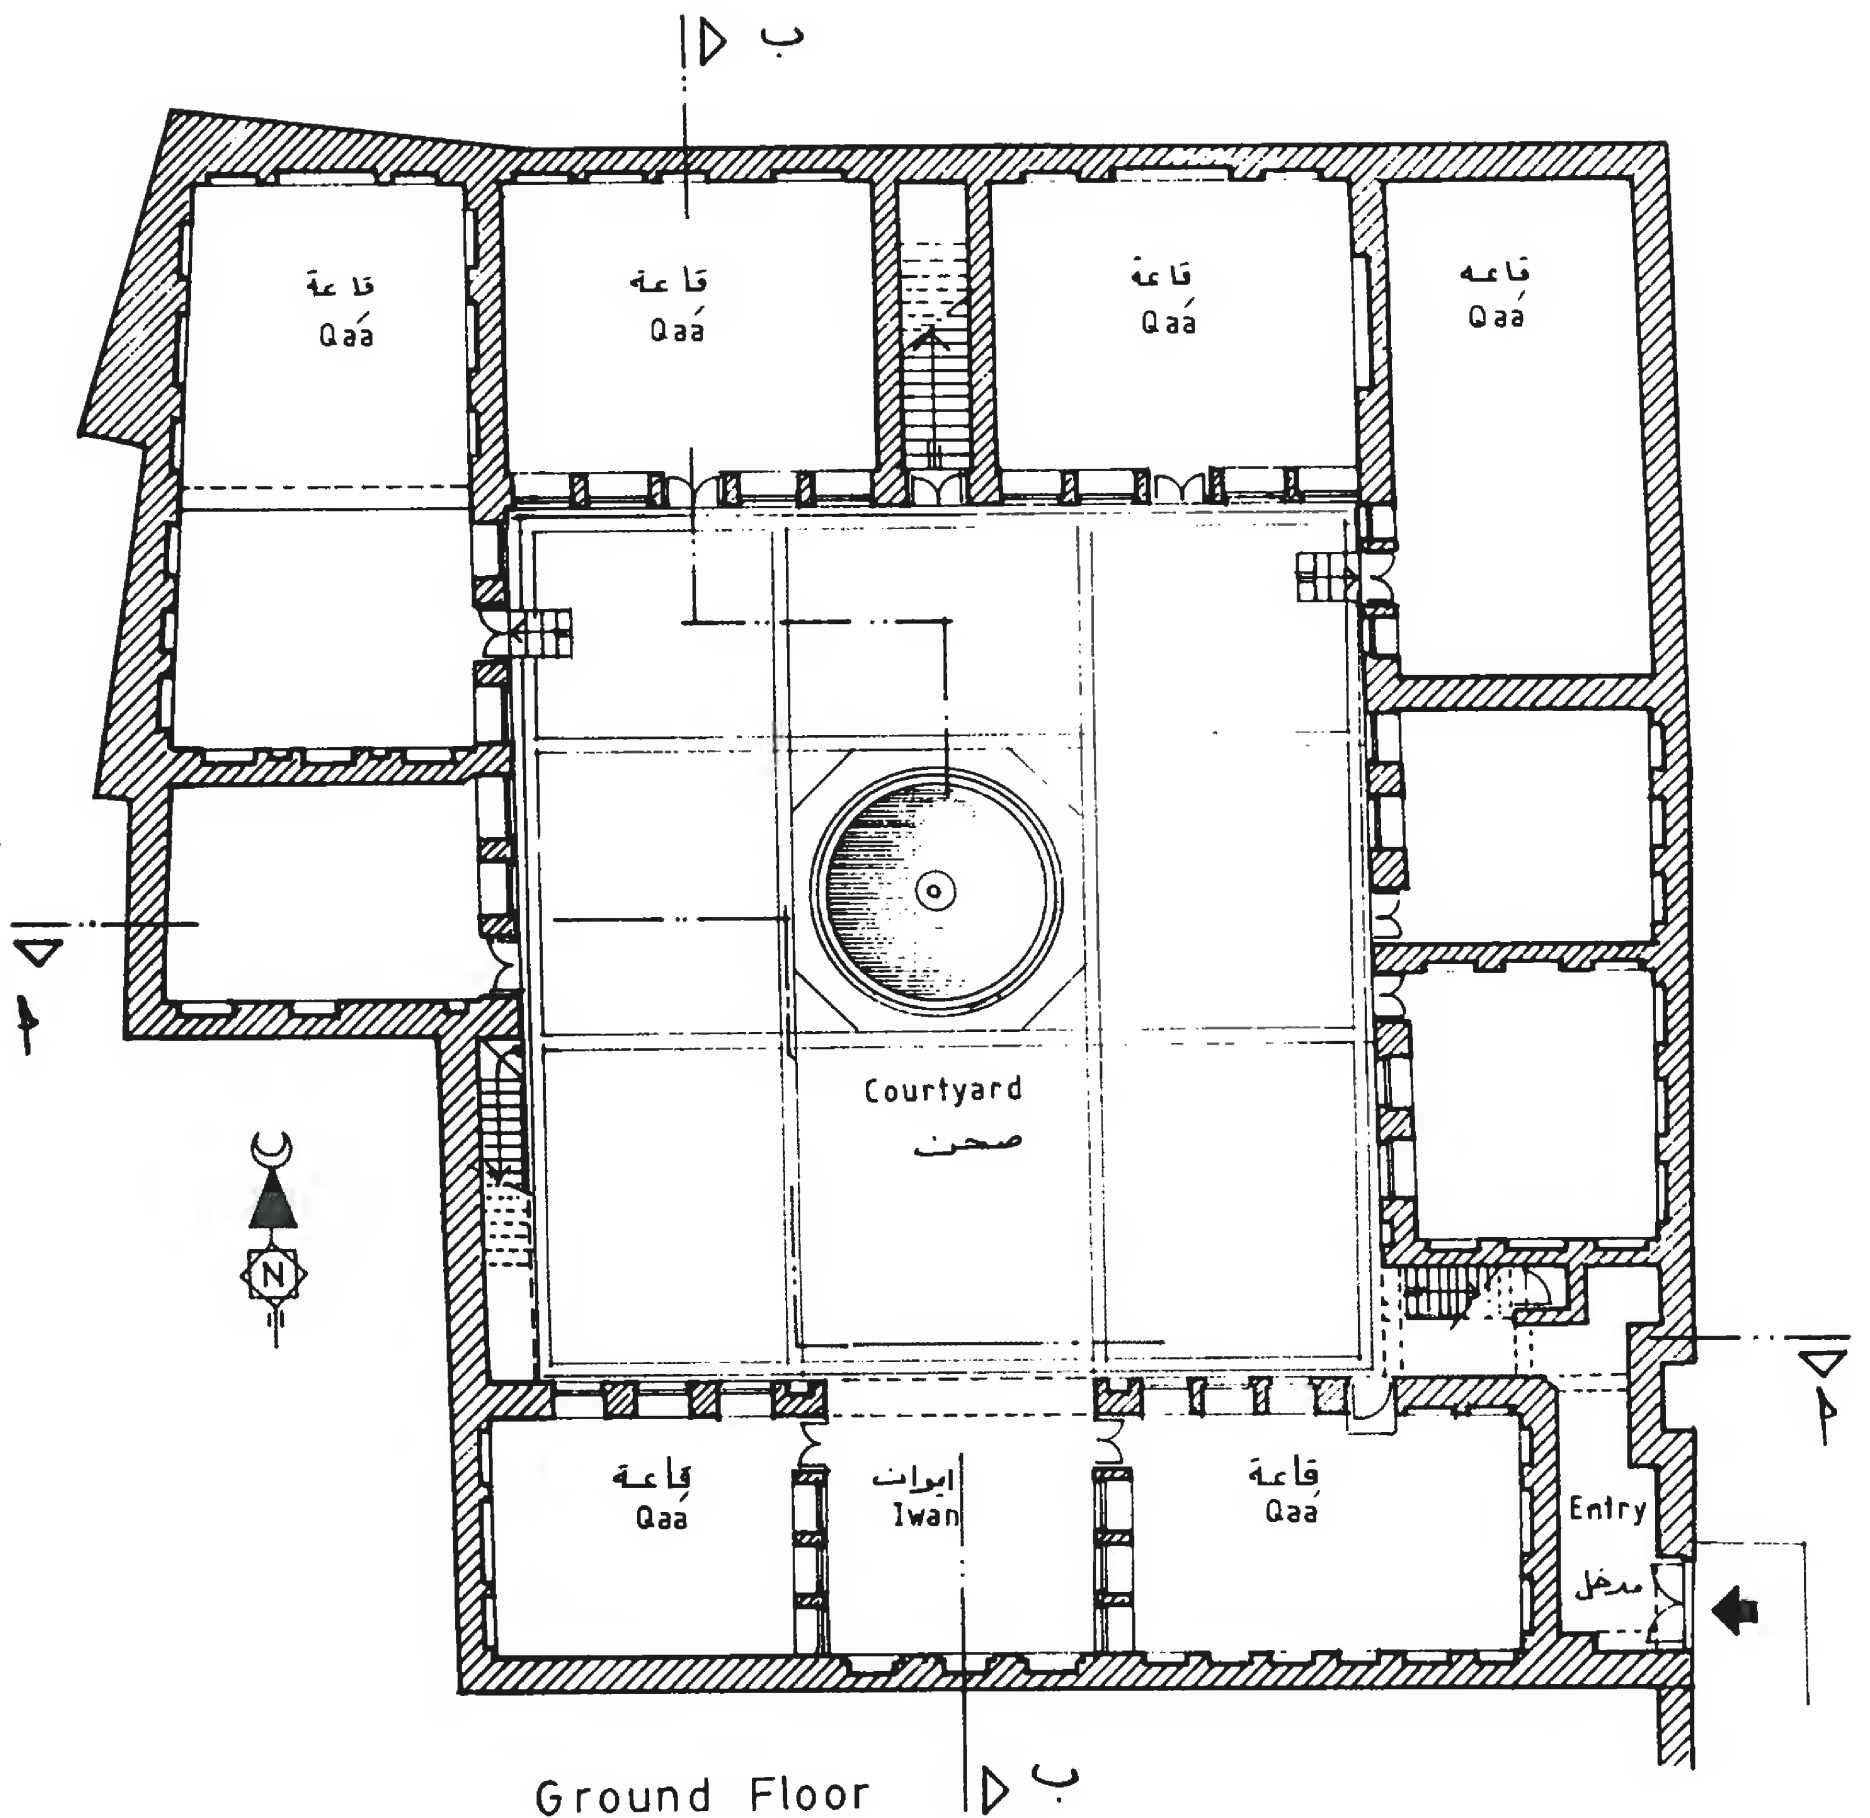 ب
قاعة
Qaá
قاعة
Qaá
قاعة
Qaá
قاعه
Qaá
Courtyard
صحن
أ
أ
N
قاعة
Qaá
ايوان
Iwan
قاعة
Qaá
Entry
مدخل
Ground Floor
ب